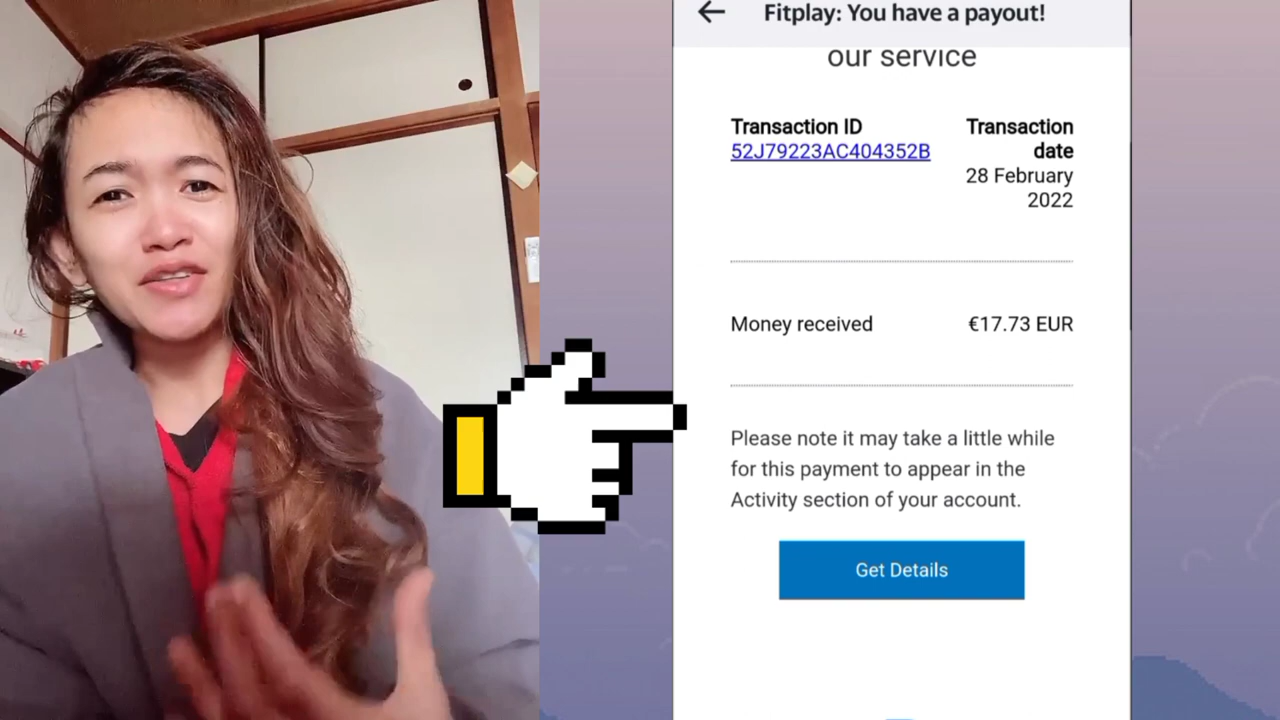 Fitplay: You have a payout!
our service
Transaction ID
52J79223AC404352B
Transaction
date
28 February
2022
Money received €17.73 EUR
Please note it may take a little while
for this payment to appear in the
Activity section of your account.
Get Details